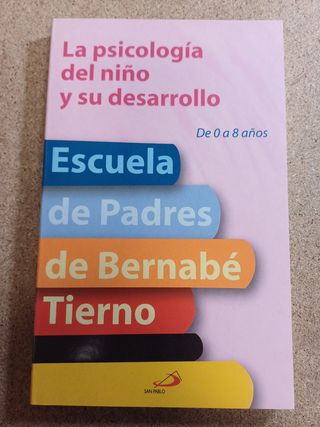 La psicología
del niño
y su desarrollo
De 0 a 8 años
Escuela
de Padres
de Bernabé
Tierno
SAN PABLO